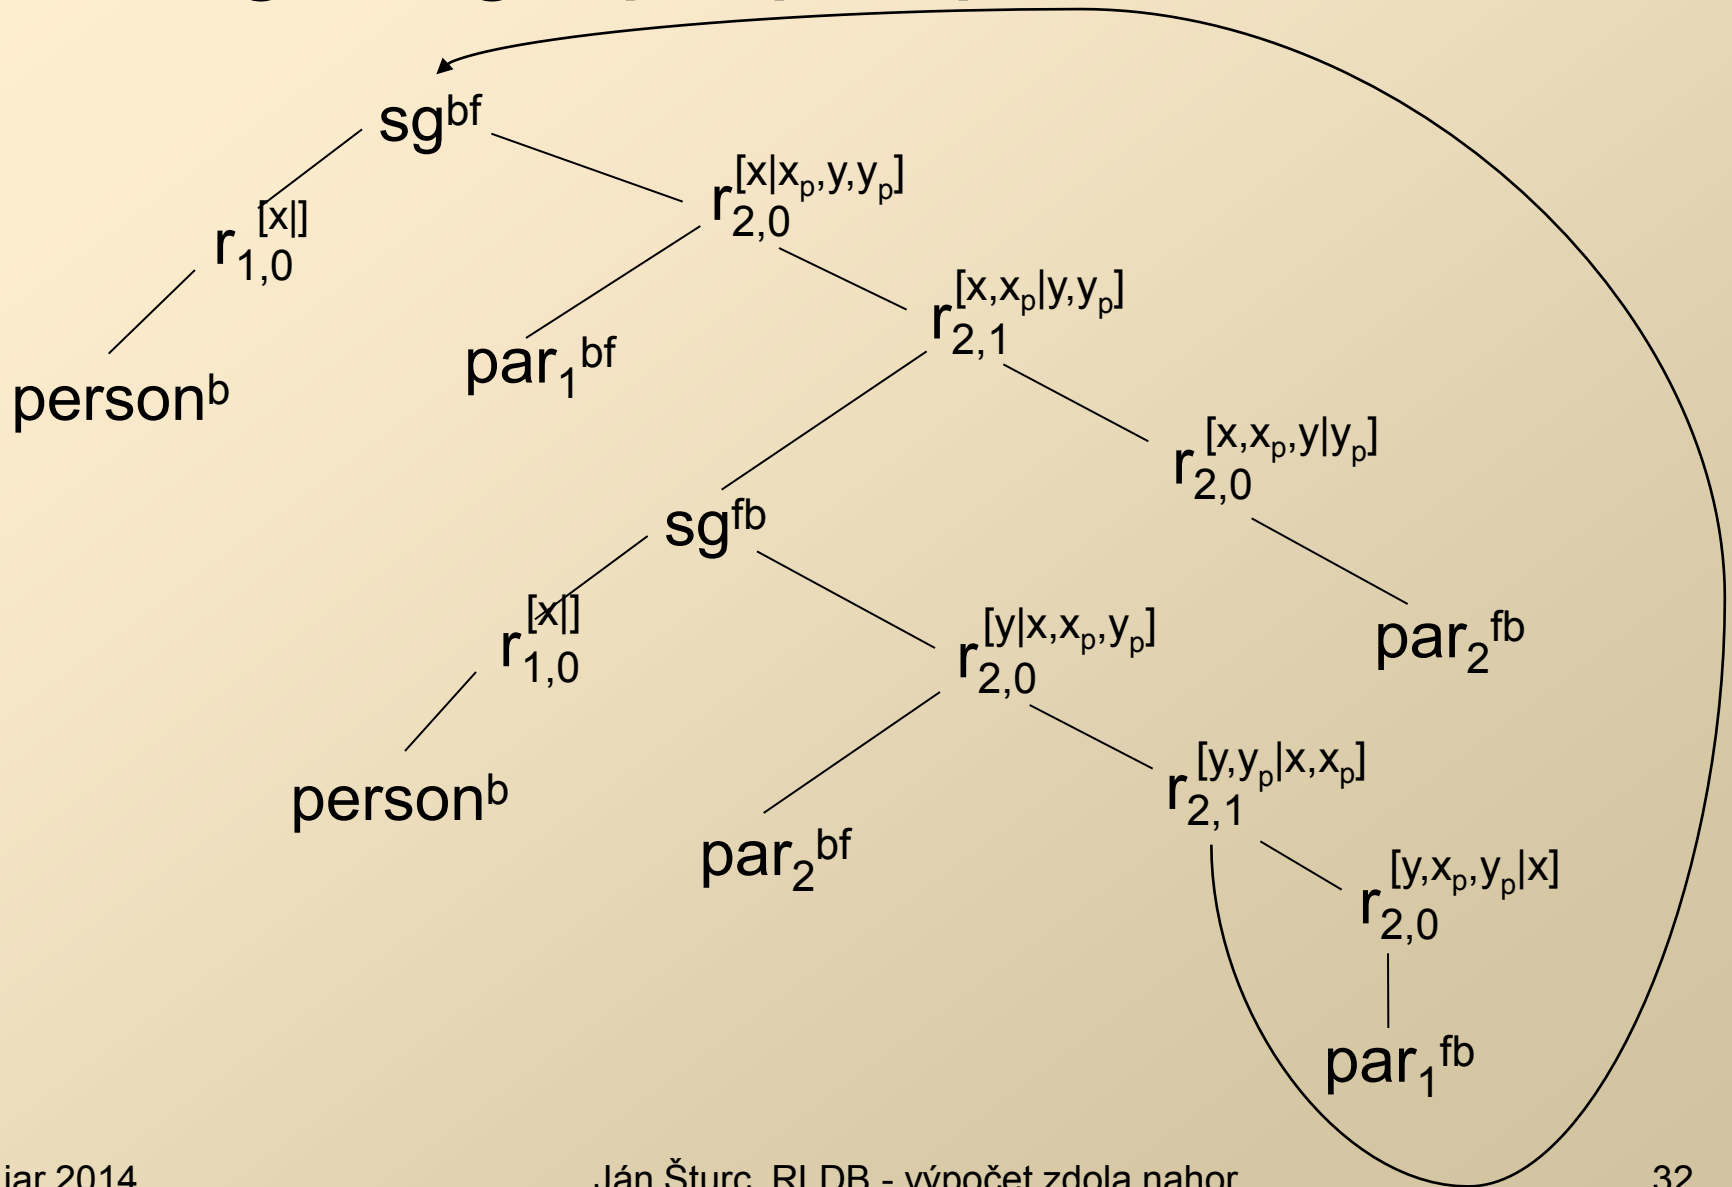 sg^bf
r_2,0^[x|x_p,y,y_p]
r_1,0^[x|]
r_2,1^[x,x_p|y,y_p]
par_1^bf
person^b
r_2,0^[x,x_p,y|y_p]
sg^fb
r_1,0^[x|]
r_2,0^[y|x,x_p,y_p]
par_2^fb
r_2,1^[y,y_p|x,x_p]
person^b
par_2^bf
r_2,0^[y,x_p,y_p|x]
par_1^fb
jar 2014 Ján Šturc, RLDB - výpočet zdola nahor 32